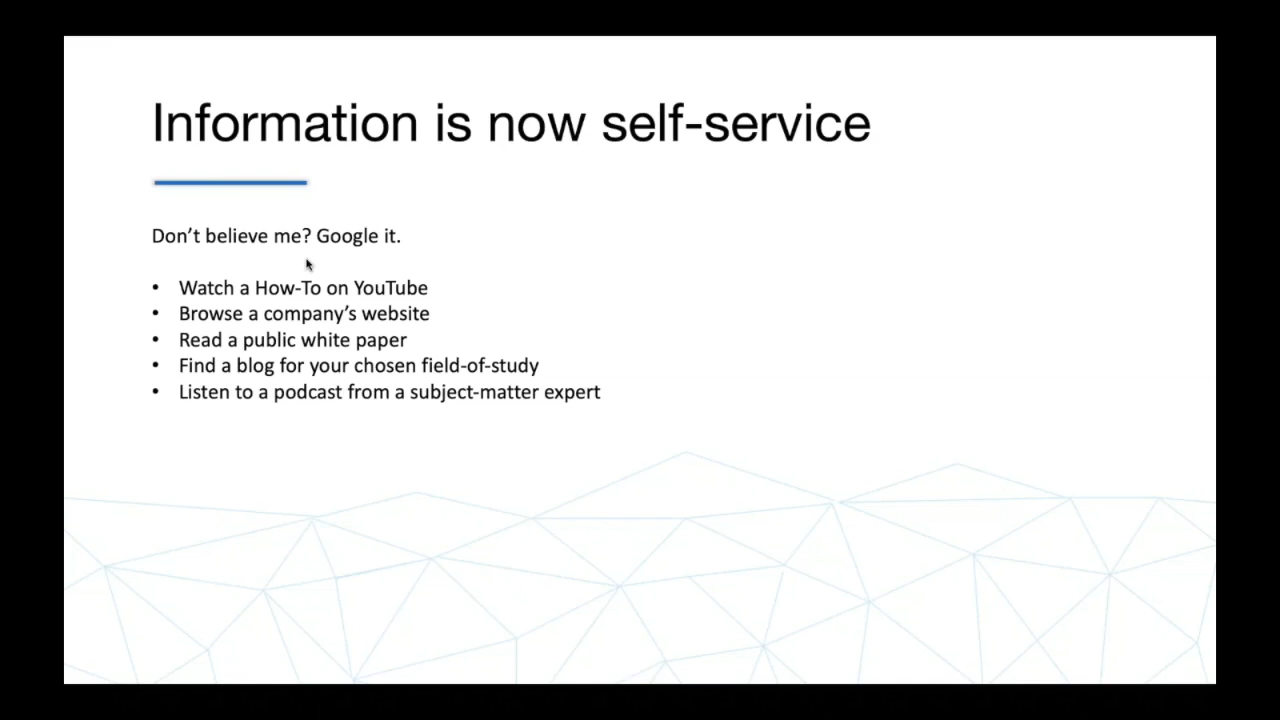 Information is now self-service
Don’t believe me? Google it.
• Watch a How-To on YouTube
• Browse a company’s website
• Read a public white paper
• Find a blog for your chosen field-of-study
• Listen to a podcast from a subject-matter expert